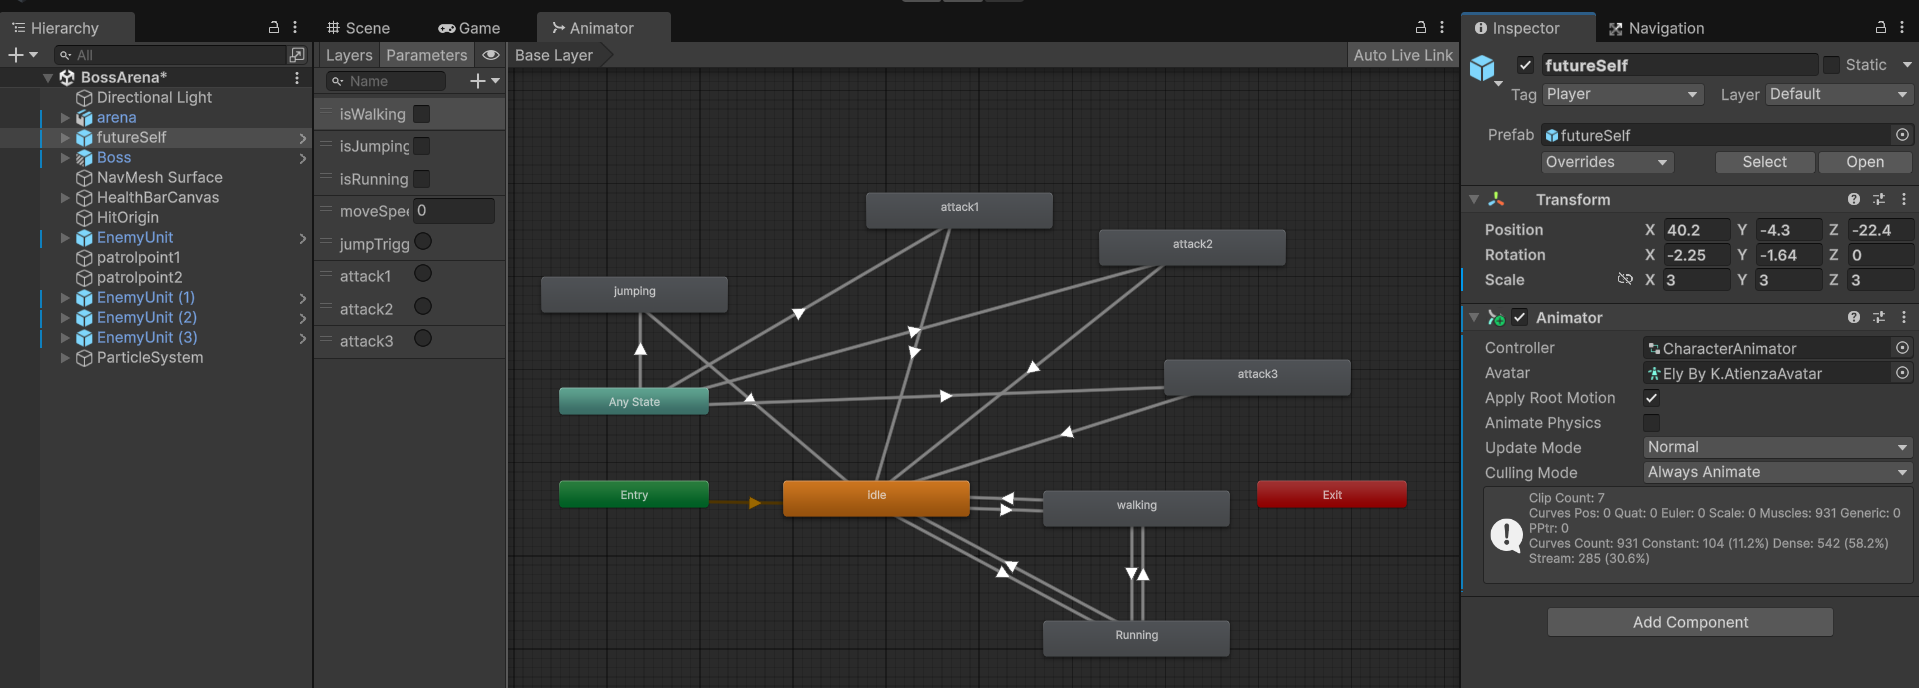 Hierarchy
All
BossArena*
Directional Light
arena
futureSelf
Boss
NavMesh Surface
HealthBarCanvas
HitOrigin
EnemyUnit
patrolpoint1
patrolpoint2
EnemyUnit (1)
EnemyUnit (2)
EnemyUnit (3)
ParticleSystem
Scene
Game
Animator
Layers
Parameters
Base Layer
Auto Live Link
Name
isWalking
isJumping
isRunning
moveSpee 0
jumpTrigg
attack1
attack2
attack3
attack1
attack2
jumping
attack3
Any State
Entry
Idle
walking
Exit
Running
Inspector
Navigation
futureSelf
Static
Tag Player
Layer Default
Prefab futureSelf
Overrides
Select
Open
Transform
Position X 40.2 Y -4.3 Z -22.4
Rotation X -2.25 Y -1.64 Z 0
Scale X 3 Y 3 Z 3
Animator
Controller CharacterAnimator
Avatar Ely By K.AtienzaAvatar
Apply Root Motion
Animate Physics
Update Mode Normal
Culling Mode Always Animate
Clip Count: 7
Curves Pos: 0 Quat: 0 Euler: 0 Scale: 0 Muscles: 931 Generic: 0
PPtr: 0
Curves Count: 931 Constant: 104 (11.2%) Dense: 542 (58.2%)
Stream: 285 (30.6%)
Add Component